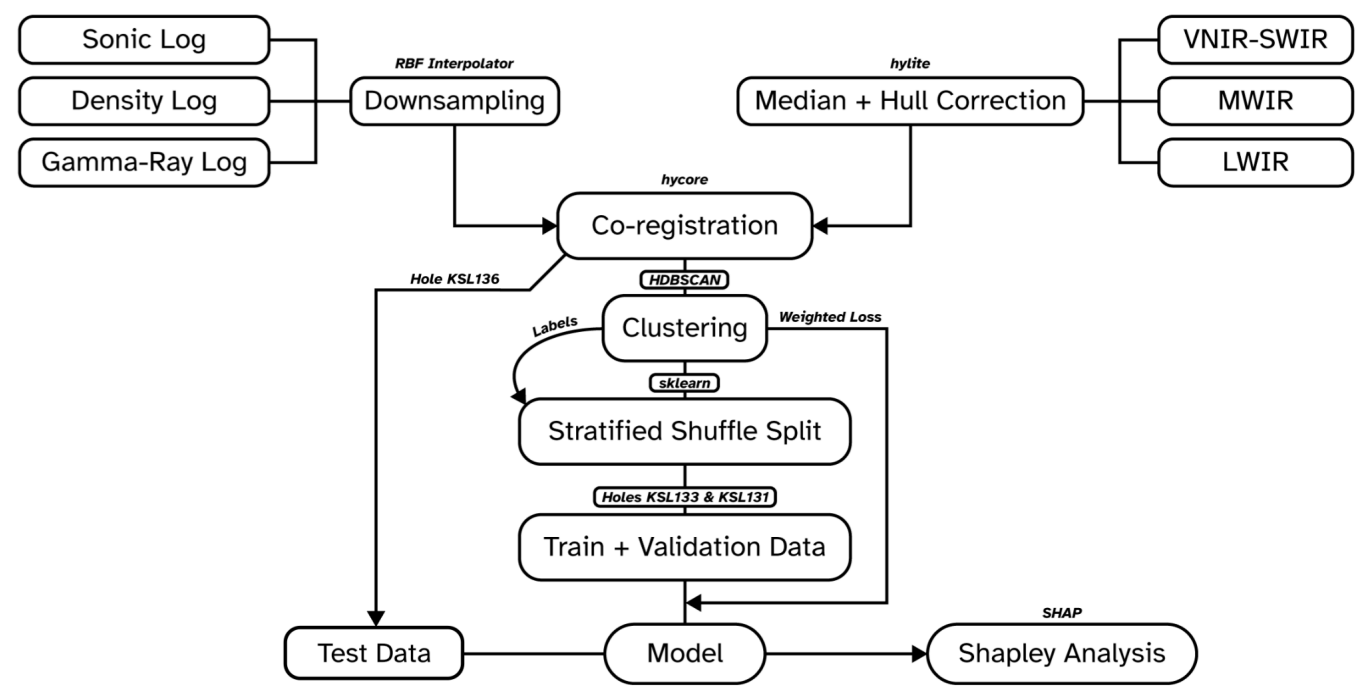 Sonic Log
VNIR-SWIR
RBF Interpolator
hylite
Density Log
Downsampling
Median + Hull Correction
MWIR
Gamma-Ray Log
LWIR
hycore
Co-registration
Hole KSL136
HDBSCAN
Labels
Clustering
Weighted Loss
sklearn
Stratified Shuffle Split
Holes KSL133 & KSL131
Train + Validation Data
SHAP
Test Data
Model
Shapley Analysis